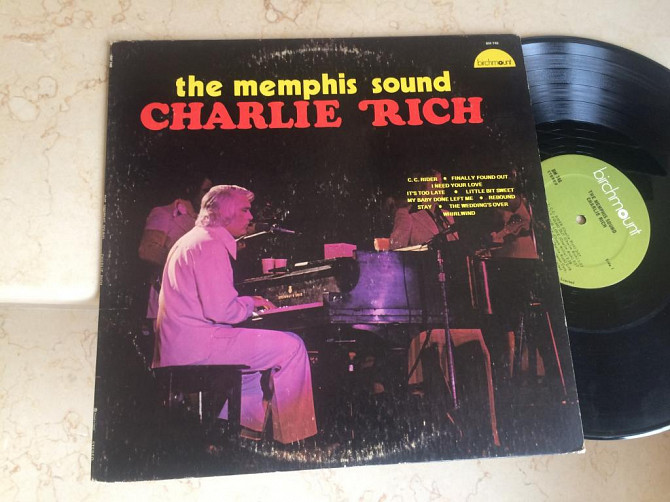 birchmount
the memphis sound
CHARLIE RICH
C. C. RIDER • FINALLY FOUND OUT
I NEED YOUR LOVE
IT'S TOO LATE • LITTLE BIT SWEET
MY BABY DONE LEFT ME • REBOUND
STAY • THE WEDDING'S OVER
WHIRLWIND
birchmount
THE MEMPHIS SOUND
CHARLIE RICH